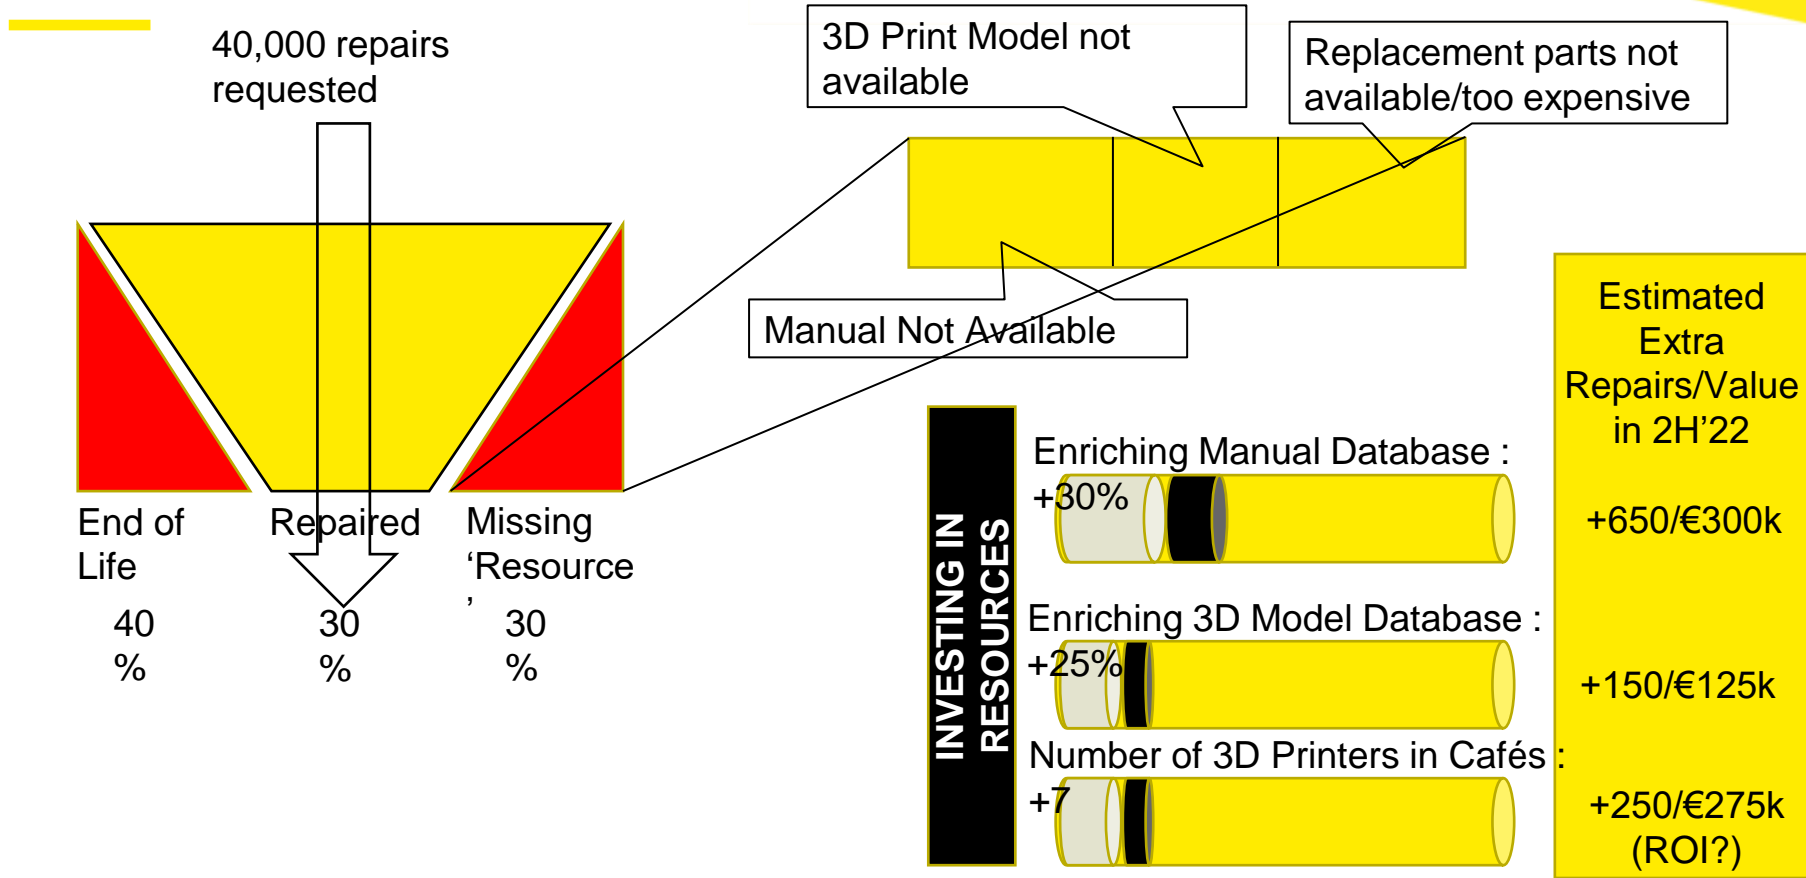 40,000 repairs
requested
3D Print Model not
available
Replacement parts not
available/too expensive
Manual Not Available
End of
Life
40
%
Repaired
30
%
Missing
‘Resource
’
30
%
INVESTING IN
RESOURCES
Enriching Manual Database :
+30%
Enriching 3D Model Database :
+25%
Number of 3D Printers in Cafés :
+7
Estimated
Extra
Repairs/Value
in 2H’22
+650/€300k
+150/€125k
+250/€275k
(ROI?)